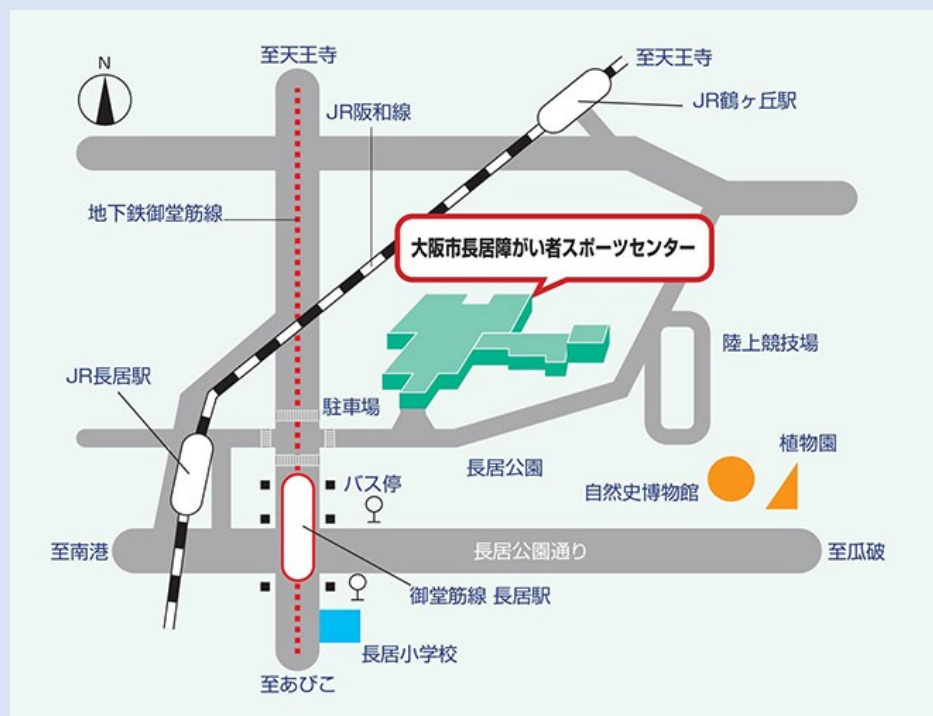 至天王寺
至天王寺
N
JR阪和線
JR鶴ヶ丘駅
地下鉄御堂筋線
大阪市長居障がい者スポーツセンター
陸上競技場
JR長居駅
駐車場
植物園
長居公園
バス停
自然史博物館
至南港
長居公園通り
至瓜破
御堂筋線 長居駅
長居小学校
至あびこ